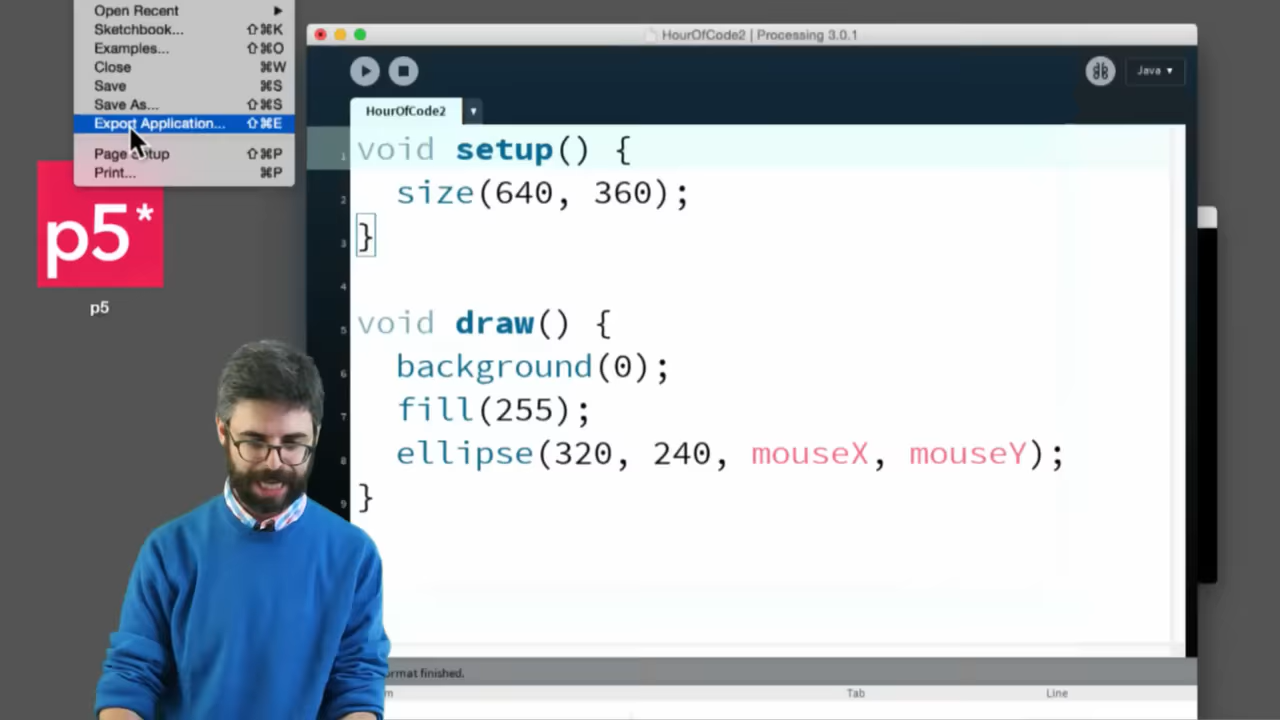 Open Recent ▶
Sketchbook... ⇧⌘K
Examples... ⇧⌘O
Close ⌘W
Save ⌘S
Save As... ⇧⌘S
Export Application... ⇧⌘E
Page Setup ⇧⌘P
Print... ⌘P
p5*
p5
HourOfCode2 | Processing 3.0.1
Java ▾
HourOfCode2 ▾
1 void setup() {
2 size(640, 360);
3 }
4
5 void draw() {
6 background(0);
7 fill(255);
8 ellipse(320, 240, mouseX, mouseY);
9 }
finished.
Tab Line